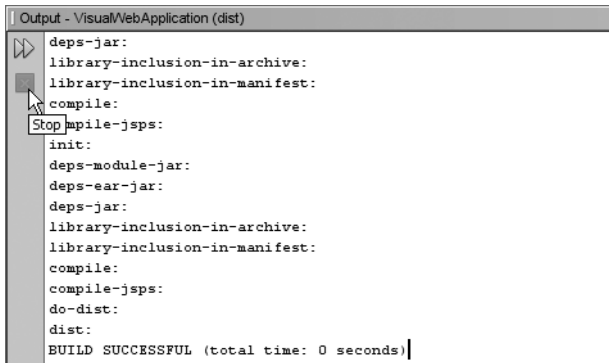 Output - VisualWebApplication (dist)
deps-jar:
library-inclusion-in-archive:
library-inclusion-in-manifest:
compile:
Stop
mpile-jsps:
init:
deps-module-jar:
deps-ear-jar:
deps-jar:
library-inclusion-in-archive:
library-inclusion-in-manifest:
compile:
compile-jsps:
do-dist:
dist:
BUILD SUCCESSFUL (total time: 0 seconds)